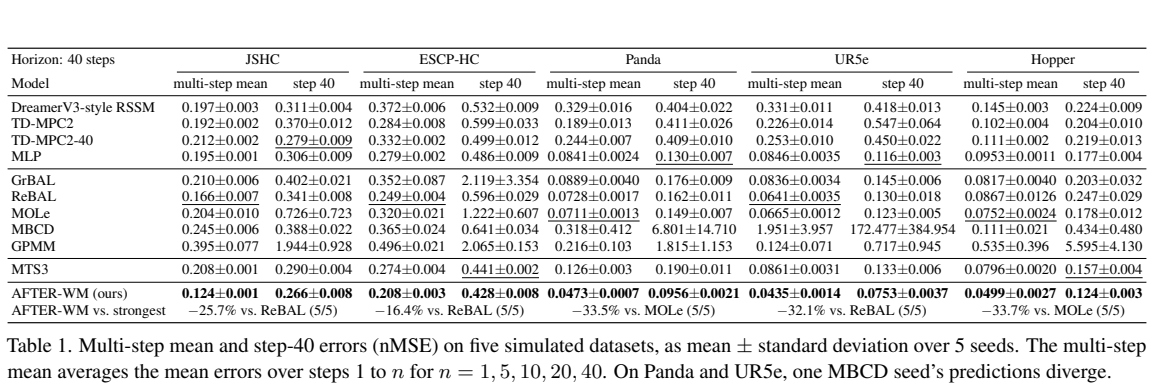 Horizon: 40 steps JSHC ESCP-HC Panda UR5e Hopper
Model multi-step mean step 40 multi-step mean step 40 multi-step mean step 40 multi-step mean step 40 multi-step mean step 40
DreamerV3-style RSSM 0.197±0.003 0.311±0.004 0.372±0.006 0.532±0.009 0.329±0.016 0.404±0.022 0.331±0.011 0.418±0.013 0.145±0.003 0.224±0.009
TD-MPC2 0.192±0.002 0.370±0.012 0.284±0.008 0.599±0.033 0.189±0.013 0.411±0.026 0.226±0.014 0.547±0.064 0.102±0.004 0.204±0.010
TD-MPC2-40 0.212±0.002 0.279±0.009 0.332±0.002 0.499±0.012 0.244±0.007 0.409±0.010 0.253±0.010 0.450±0.022 0.111±0.002 0.219±0.013
MLP 0.195±0.001 0.306±0.009 0.279±0.002 0.486±0.009 0.0841±0.0024 0.130±0.007 0.0846±0.0035 0.116±0.003 0.0953±0.0011 0.177±0.004
GrBAL 0.210±0.006 0.402±0.021 0.352±0.087 2.119±3.354 0.0889±0.0040 0.176±0.009 0.0836±0.0034 0.145±0.006 0.0817±0.0040 0.203±0.032
ReBAL 0.166±0.007 0.341±0.008 0.249±0.004 0.596±0.029 0.0728±0.0017 0.162±0.011 0.0641±0.0035 0.130±0.018 0.0867±0.0126 0.247±0.029
MOLe 0.204±0.010 0.726±0.723 0.320±0.021 1.222±0.607 0.0711±0.0013 0.149±0.007 0.0665±0.0012 0.123±0.005 0.0752±0.0024 0.178±0.012
MBCD 0.245±0.006 0.388±0.022 0.365±0.024 0.641±0.034 0.318±0.412 6.801±14.710 1.951±3.957 172.477±384.954 0.111±0.021 0.434±0.480
GPMM 0.395±0.077 1.944±0.928 0.496±0.021 2.065±0.153 0.216±0.103 1.815±1.153 0.124±0.071 0.717±0.945 0.535±0.396 5.595±4.130
MTS3 0.208±0.001 0.290±0.004 0.274±0.004 0.441±0.002 0.126±0.003 0.190±0.011 0.0861±0.0031 0.133±0.006 0.0796±0.0020 0.157±0.004
AFTER-WM (ours) 0.124±0.001 0.266±0.008 0.208±0.003 0.428±0.008 0.0473±0.0007 0.0956±0.0021 0.0435±0.0014 0.0753±0.0037 0.0499±0.0027 0.124±0.003
AFTER-WM vs. strongest −25.7% vs. ReBAL (5/5) −16.4% vs. ReBAL (5/5) −33.5% vs. MOLe (5/5) −32.1% vs. ReBAL (5/5) −33.7% vs. MOLe (5/5)
Table 1. Multi-step mean and step-40 errors (nMSE) on five simulated datasets, as mean ± standard deviation over 5 seeds. The multi-step
mean averages the mean errors over steps 1 to n for n = 1, 5, 10, 20, 40. On Panda and UR5e, one MBCD seed's predictions diverge.